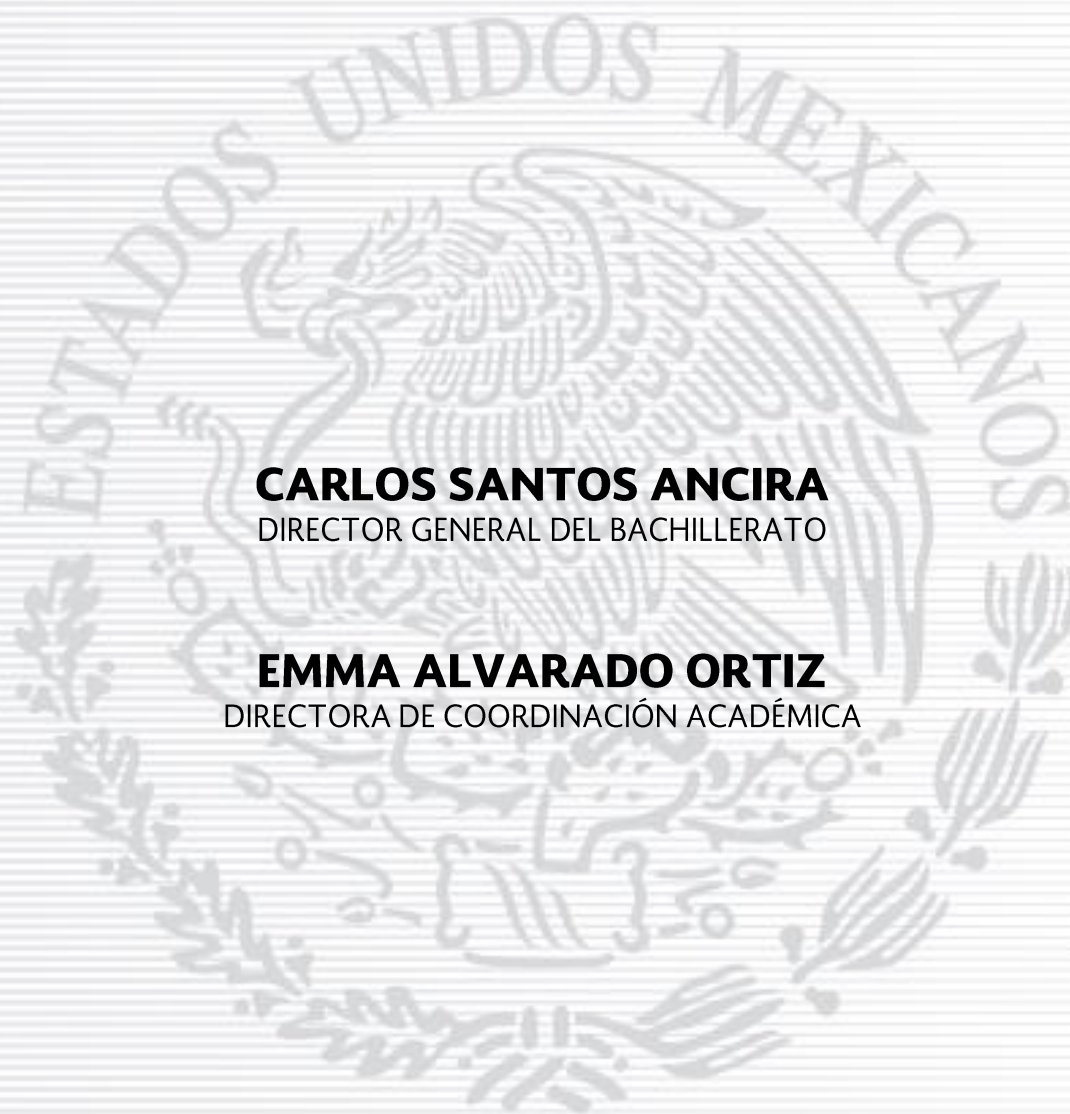 ESTADOS UNIDOS MEXICANOS
CARLOS SANTOS ANCIRA
DIRECTOR GENERAL DEL BACHILLERATO
EMMA ALVARADO ORTIZ
DIRECTORA DE COORDINACIÓN ACADÉMICA